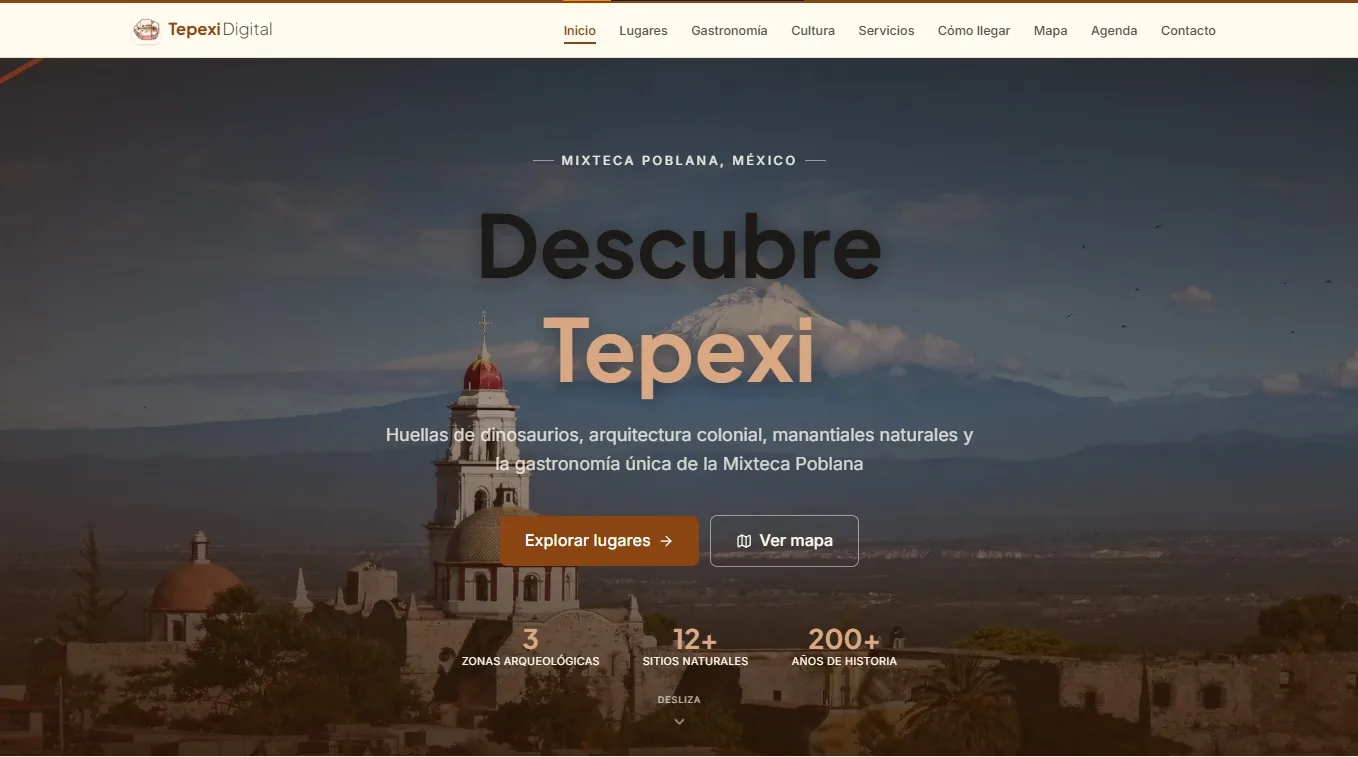 Tepexi Digital
Inicio Lugares Gastronomía Cultura Servicios Cómo llegar Mapa Agenda Contacto
MIXTECA POBLANA, MÉXICO
Descubre
Tepexi
Huellas de dinosaurios, arquitectura colonial, manantiales naturales y
la gastronomía única de la Mixteca Poblana
Explorar lugares → Ver mapa
3 12+ 200+
ZONAS ARQUEOLÓGICAS SITIOS NATURALES AÑOS DE HISTORIA
DESLIZA